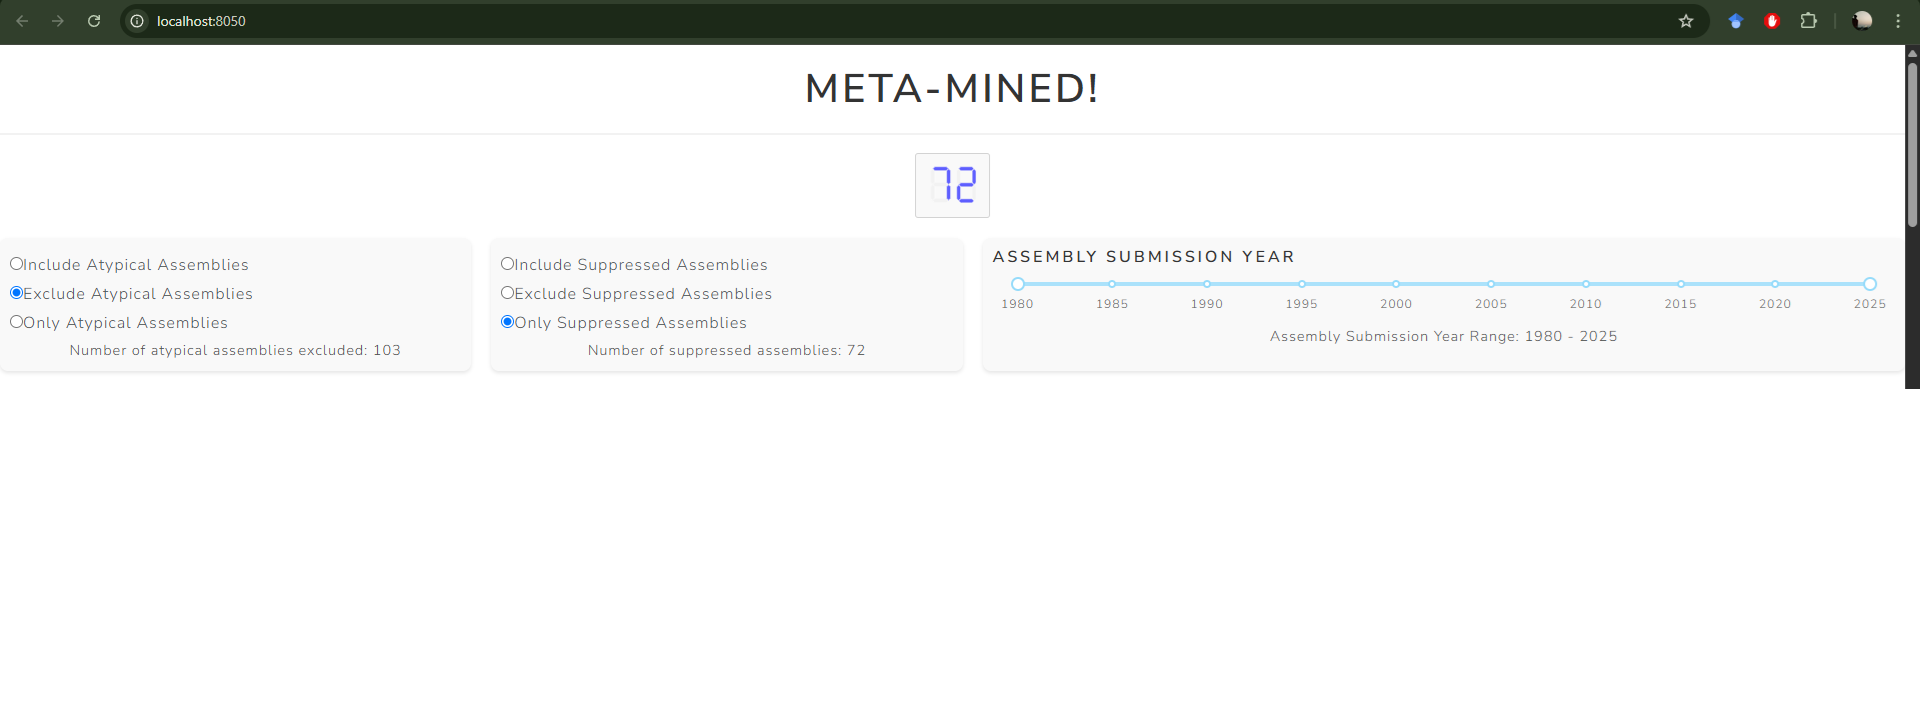 localhost:8050
META-MINED!
72
Include Atypical Assemblies
Exclude Atypical Assemblies
Only Atypical Assemblies
Number of atypical assemblies excluded: 103
Include Suppressed Assemblies
Exclude Suppressed Assemblies
Only Suppressed Assemblies
Number of suppressed assemblies: 72
ASSEMBLY SUBMISSION YEAR
1980 1985 1990 1995 2000 2005 2010 2015 2020 2025
Assembly Submission Year Range: 1980 - 2025